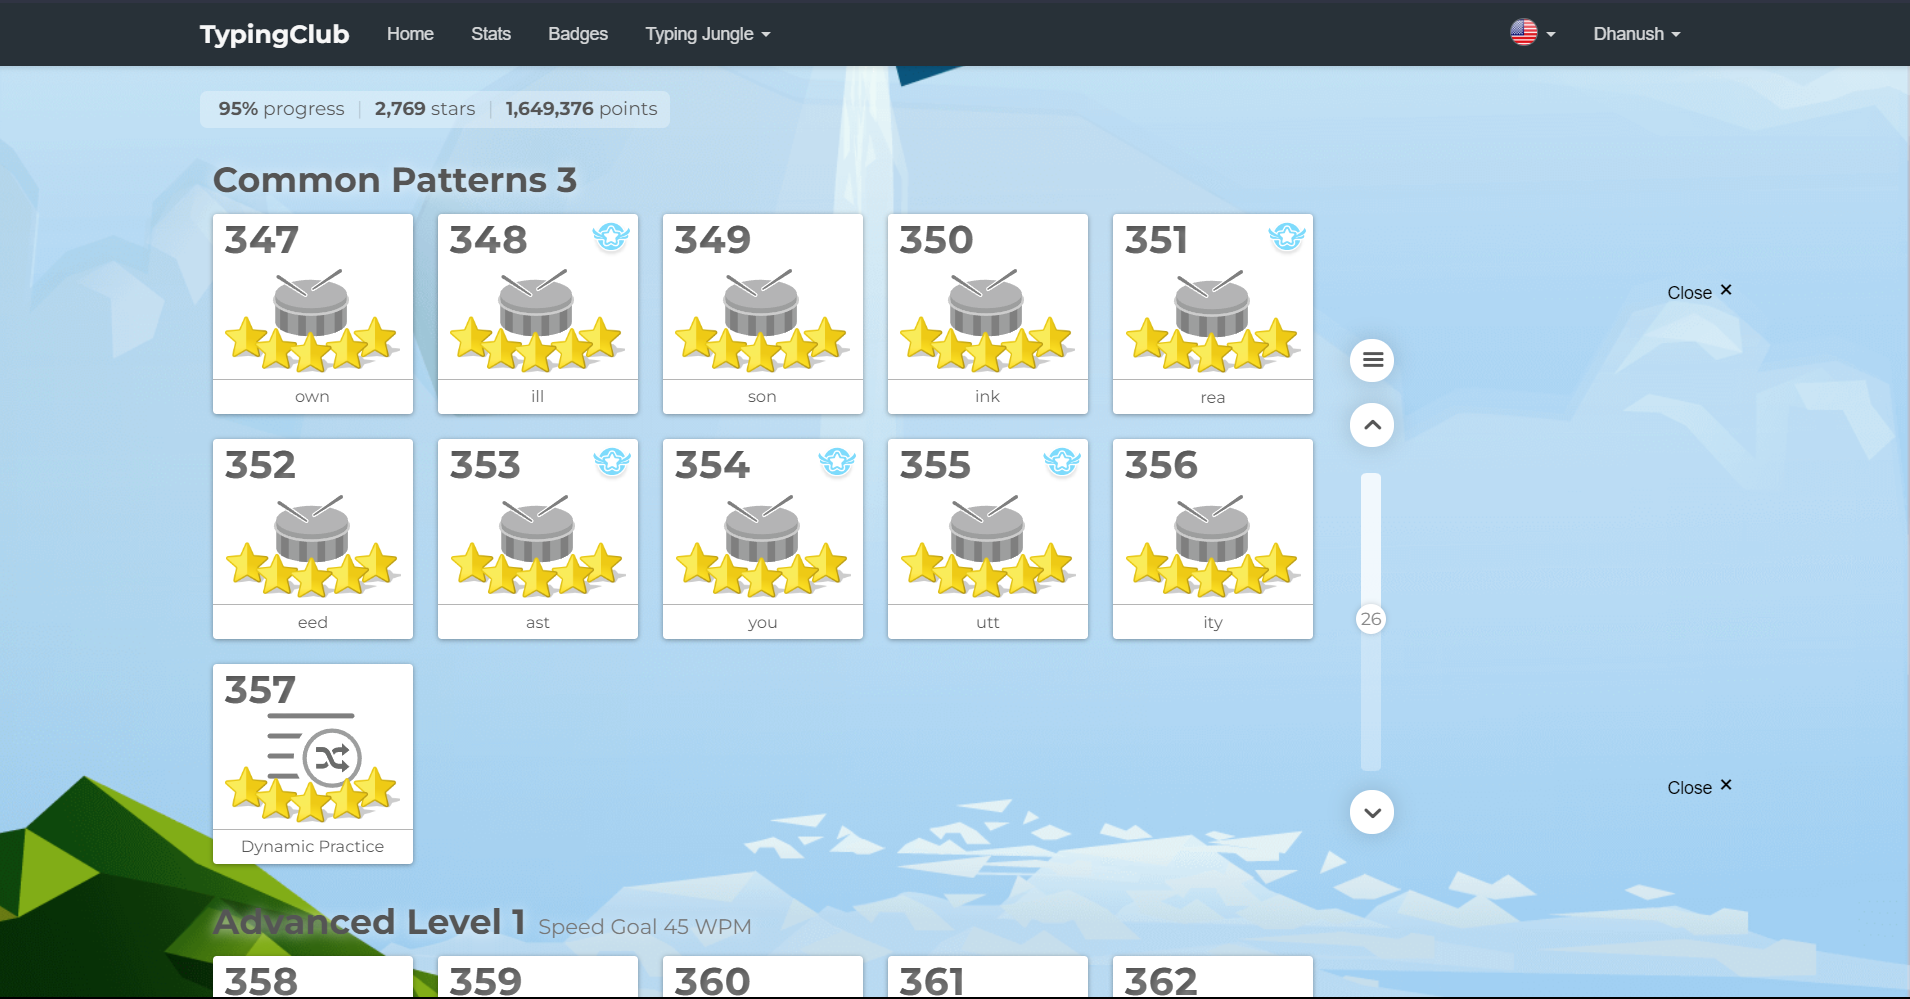 TypingClub Home Stats Badges Typing Jungle Dhanush
95% progress | 2,769 stars | 1,649,376 points
Common Patterns 3
347 348 349 350 351
own ill son ink rea
352 353 354 355 356
eed ast you utt ity
357
Dynamic Practice
Close ×
26
Close ×
Advanced Level 1 Speed Goal 45 WPM
358 359 360 361 362